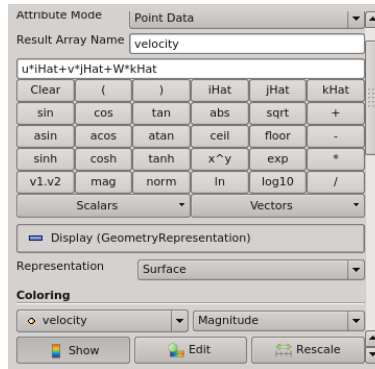 Attribute Mode Point Data
Result Array Name velocity
u*iHat+v*jHat+W*kHat
Clear ( ) iHat jHat kHat
sin cos tan abs sqrt +
asin acos atan ceil floor -
sinh cosh tanh x^y exp *
v1.v2 mag norm ln log10 /
Scalars Vectors
Display (GeometryRepresentation)
Representation Surface
Coloring
velocity Magnitude
Show Edit Rescale